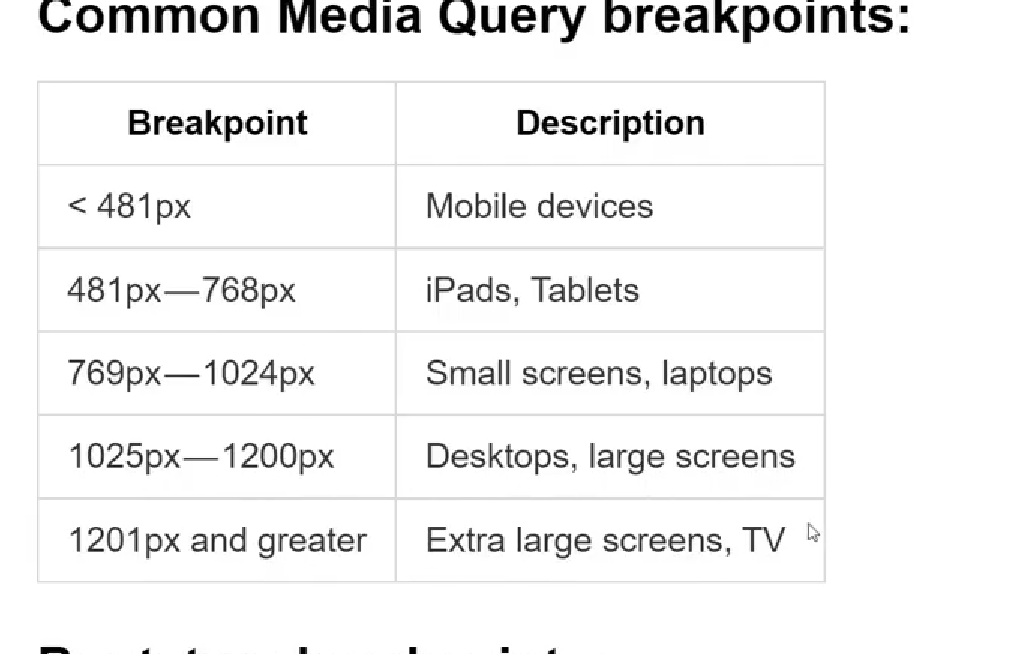 Common Media Query breakpoints:
Breakpoint Description
< 481px Mobile devices
481px—768px iPads, Tablets
769px—1024px Small screens, laptops
1025px—1200px Desktops, large screens
1201px and greater Extra large screens, TV